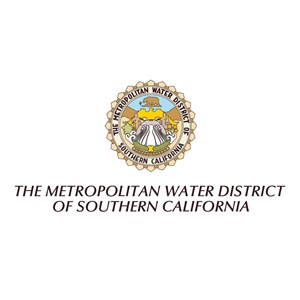 THE METROPOLITAN WATER DISTRICT OF
SOUTHERN CALIFORNIA
THE METROPOLITAN WATER DISTRICT
OF SOUTHERN CALIFORNIA